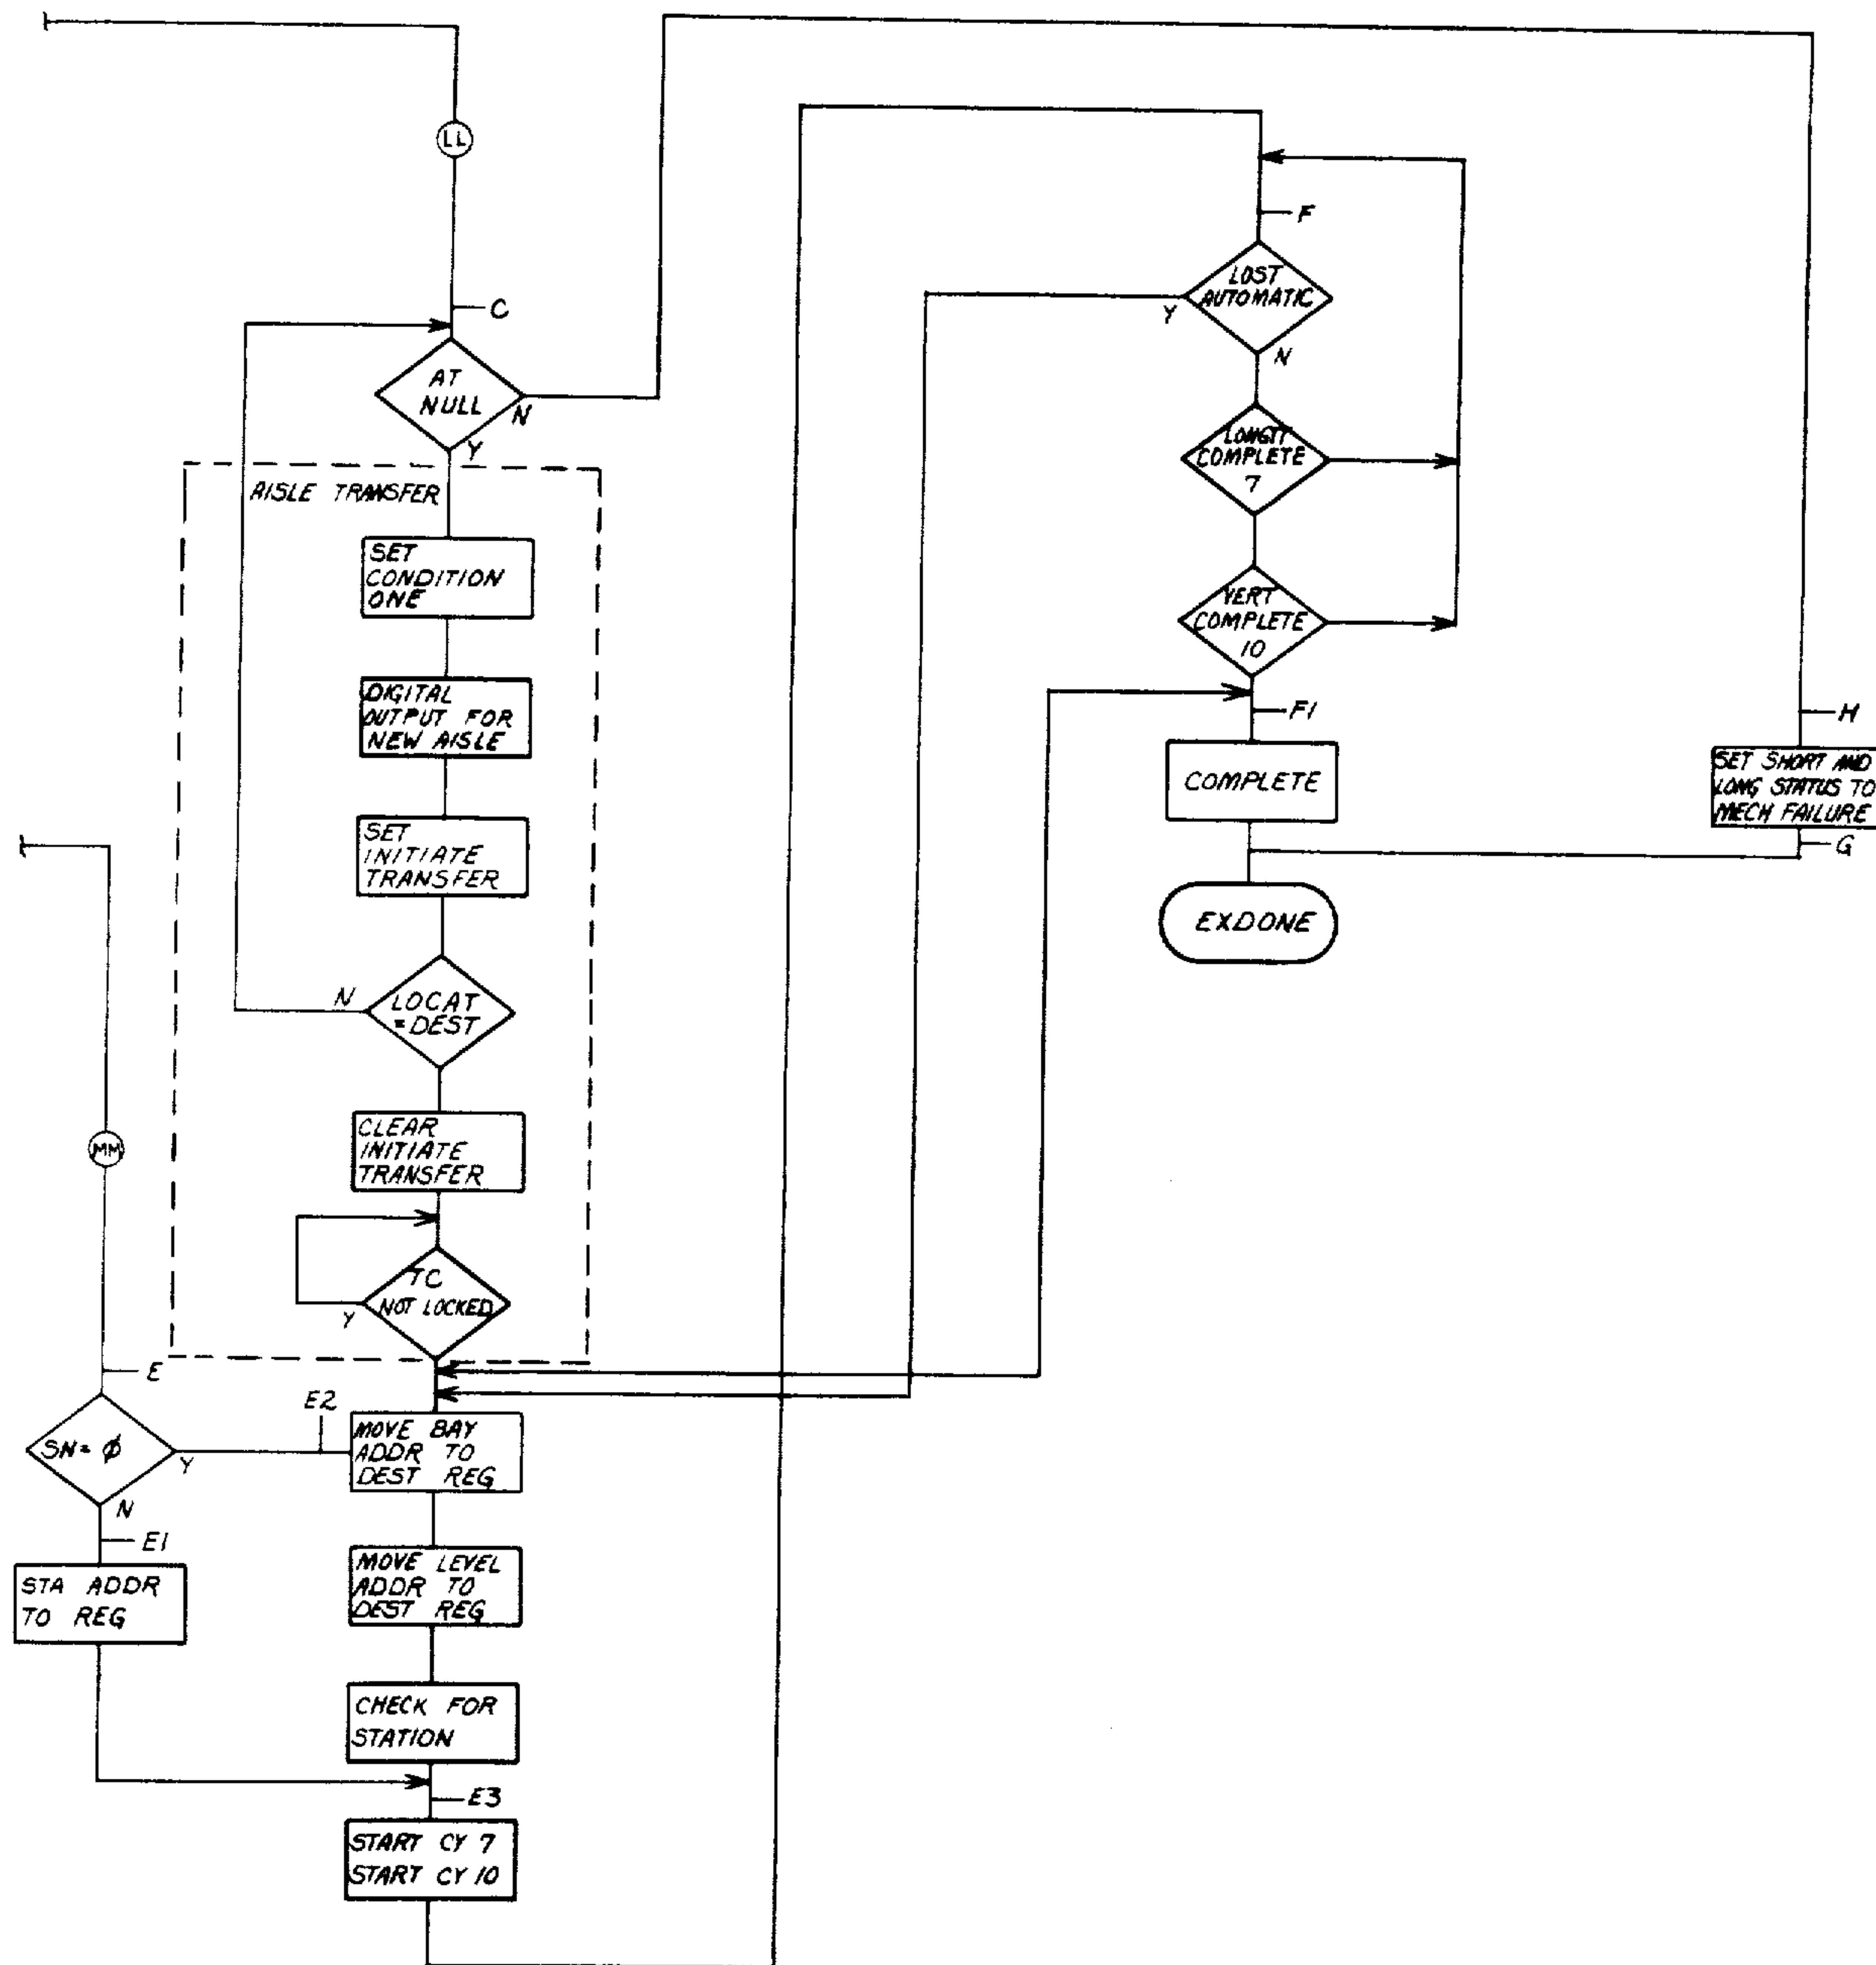 LL
C
AT
NULL
N
Y
AISLE TRANSFER
SET
CONDITION
ONE
DIGITAL
OUTPUT FOR
NEW AISLE
SET
INITIATE
TRANSFER
N
LOCAT
= DEST
CLEAR
INITIATE
TRANSFER
TC
NOT LOCKED
Y
MM
E
SN= Ø
Y
E2
N
E1
STA ADDR
TO REG
MOVE BAY
ADDR TO
DEST REG
MOVE LEVEL
ADDR TO
DEST REG
CHECK FOR
STATION
E3
START CY 7
START CY 10
F
LOST
AUTOMATIC
Y
N
LONGIT
COMPLETE
7
VERT
COMPLETE
10
F1
COMPLETE
EXDONE
H
SET SHORT AND
LONG STATUS TO
MECH FAILURE
G